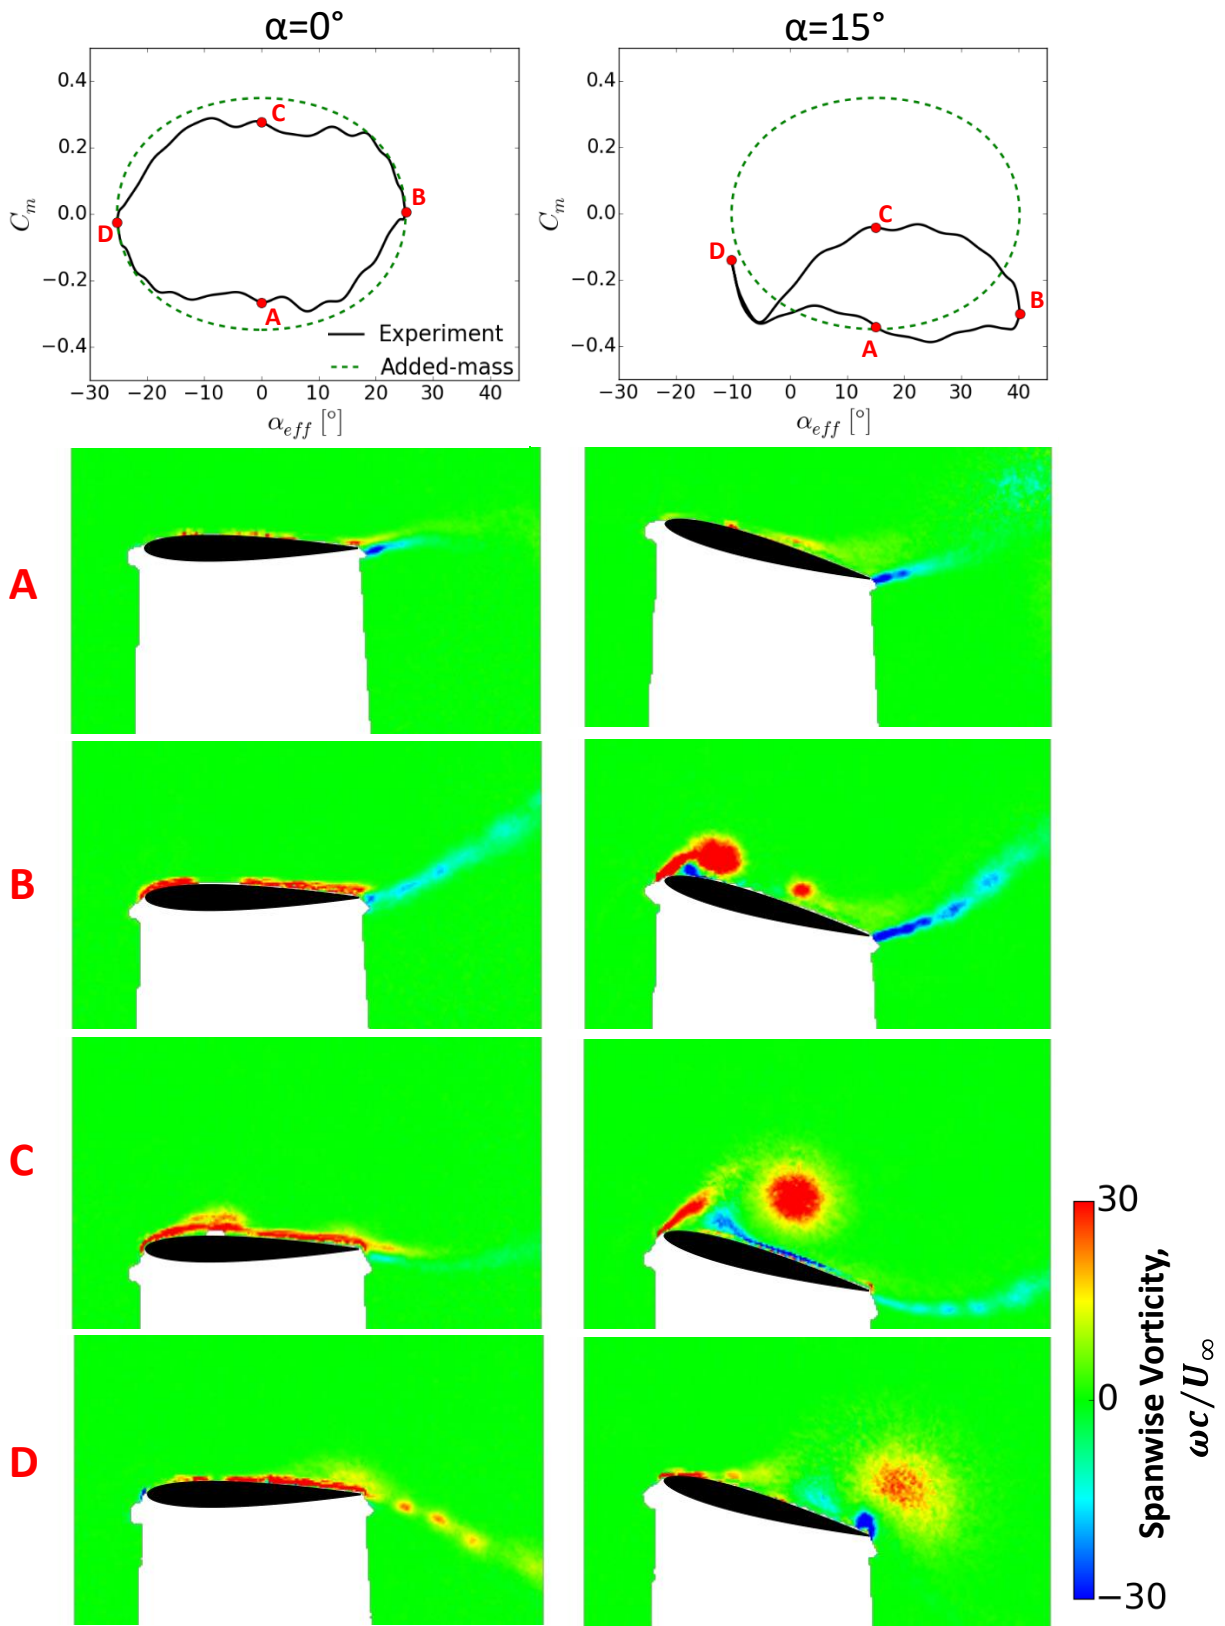 α=0°
α=15°
0.4
0.2
0.0
−0.2
−0.4
C_m
C
B
D
A
Experiment
Added-mass
−30 −20 −10 0 10 20 30 40
α_eff [°]
0.4
0.2
0.0
−0.2
−0.4
C_m
C
D
B
A
−30 −20 −10 0 10 20 30 40
α_eff [°]
A
B
C
D
30
0
−30
Spanwise Vorticity,
ωc/U_∞